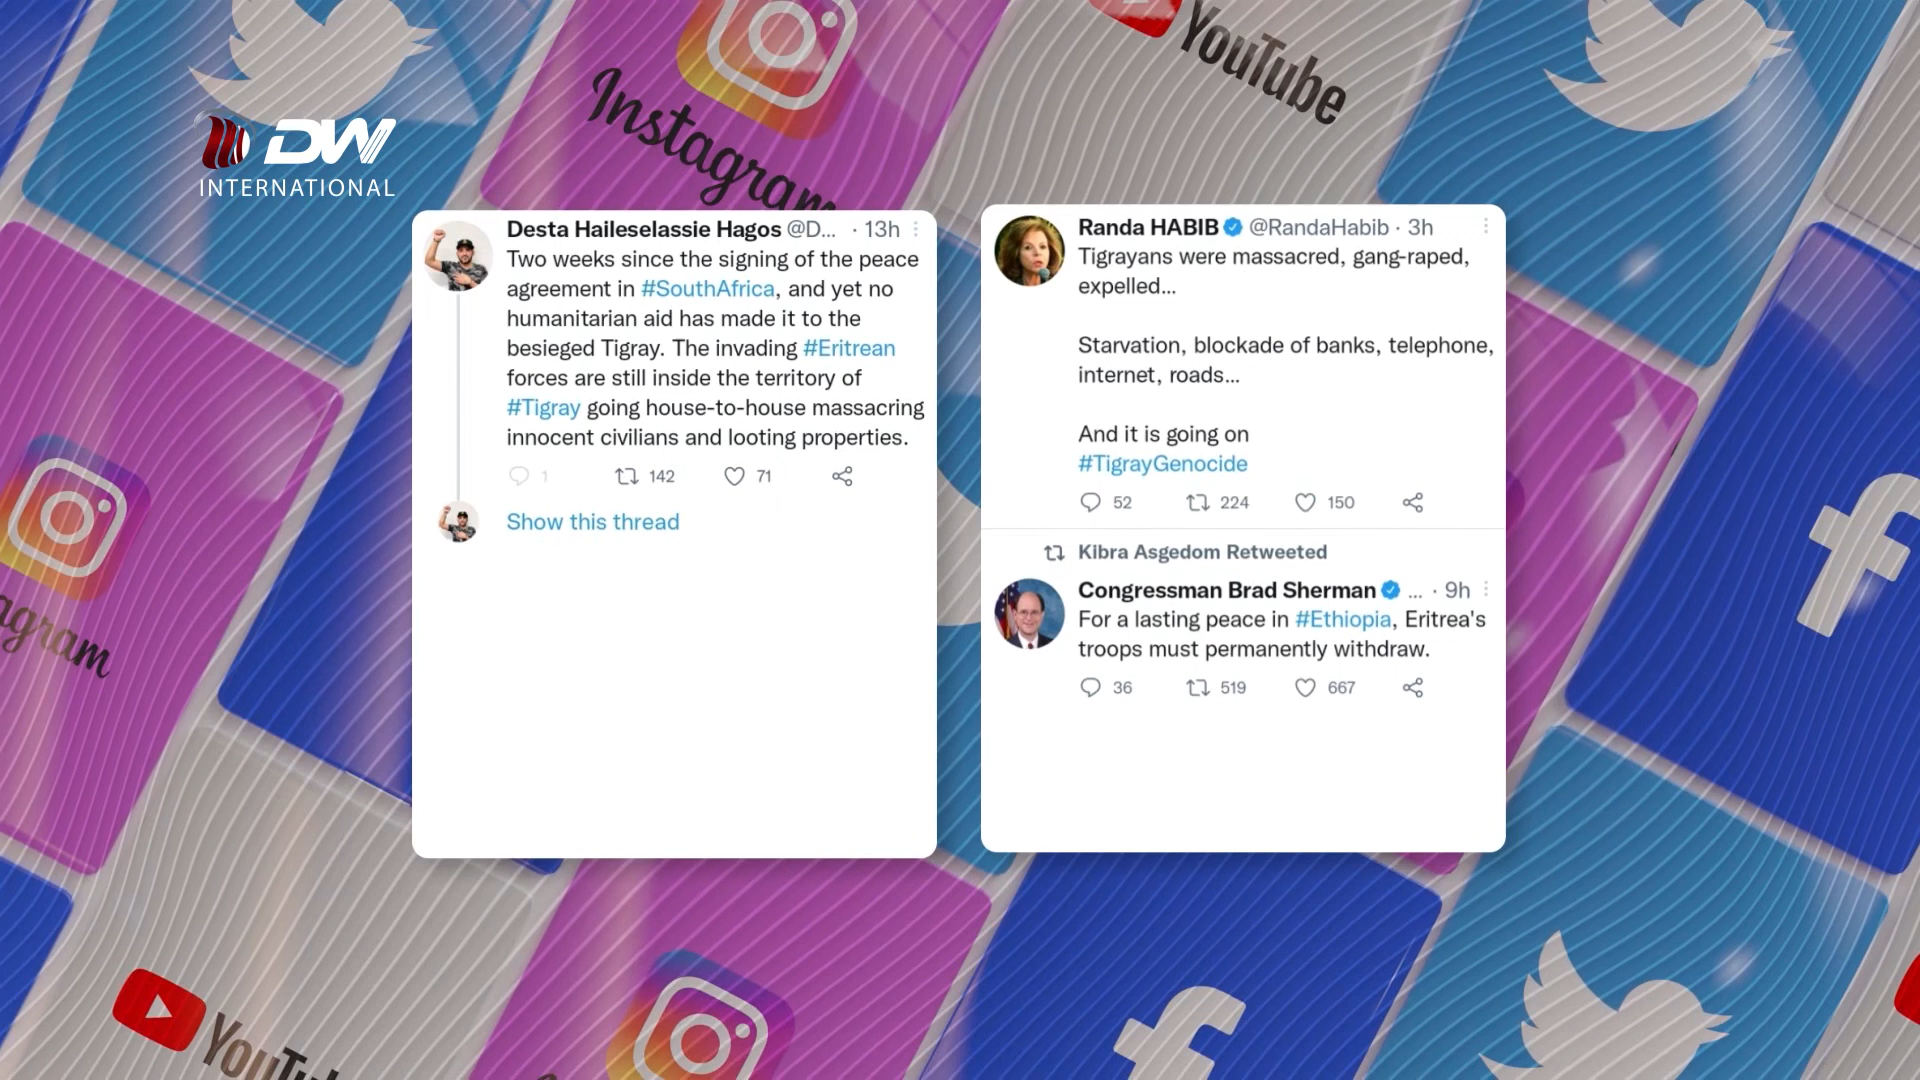 Instagram
YouTube
DW
INTERNATIONAL
Desta Haileselassie Hagos @D... · 13h
Two weeks since the signing of the peace
agreement in #SouthAfrica, and yet no
humanitarian aid has made it to the
besieged Tigray. The invading #Eritrean
forces are still inside the territory of
#Tigray going house-to-house massacring
innocent civilians and looting properties.
1 142 71
Show this thread
Randa HABIB @RandaHabib · 3h
Tigrayans were massacred, gang-raped,
expelled...
Starvation, blockade of banks, telephone,
internet, roads...
And it is going on
#TigrayGenocide
52 224 150
Kibra Asgedom Retweeted
Congressman Brad Sherman ... · 9h
For a lasting peace in #Ethiopia, Eritrea's
troops must permanently withdraw.
36 519 667
agram
YouTu